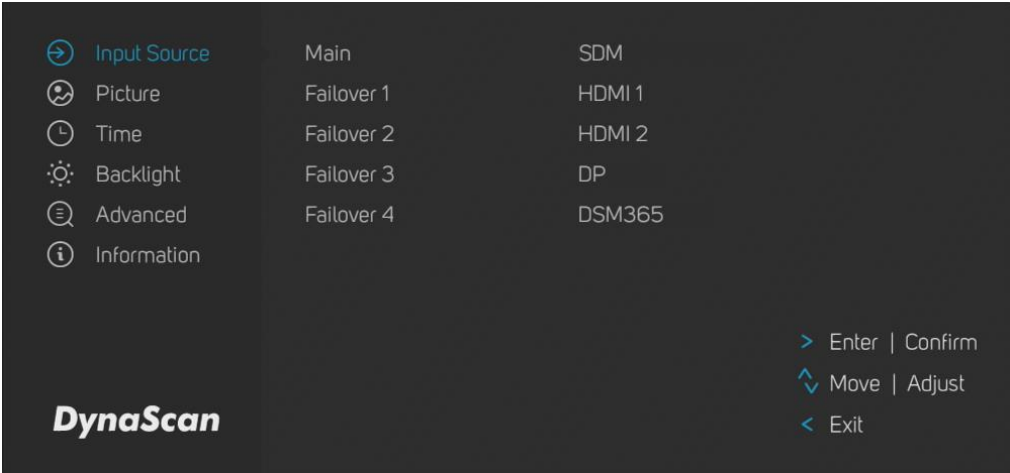 Input Source Main SDM
Picture Failover 1 HDMI 1
Time Failover 2 HDMI 2
Backlight Failover 3 DP
Advanced Failover 4 DSM365
Information
> Enter | Confirm
Move | Adjust
< Exit
DynaScan